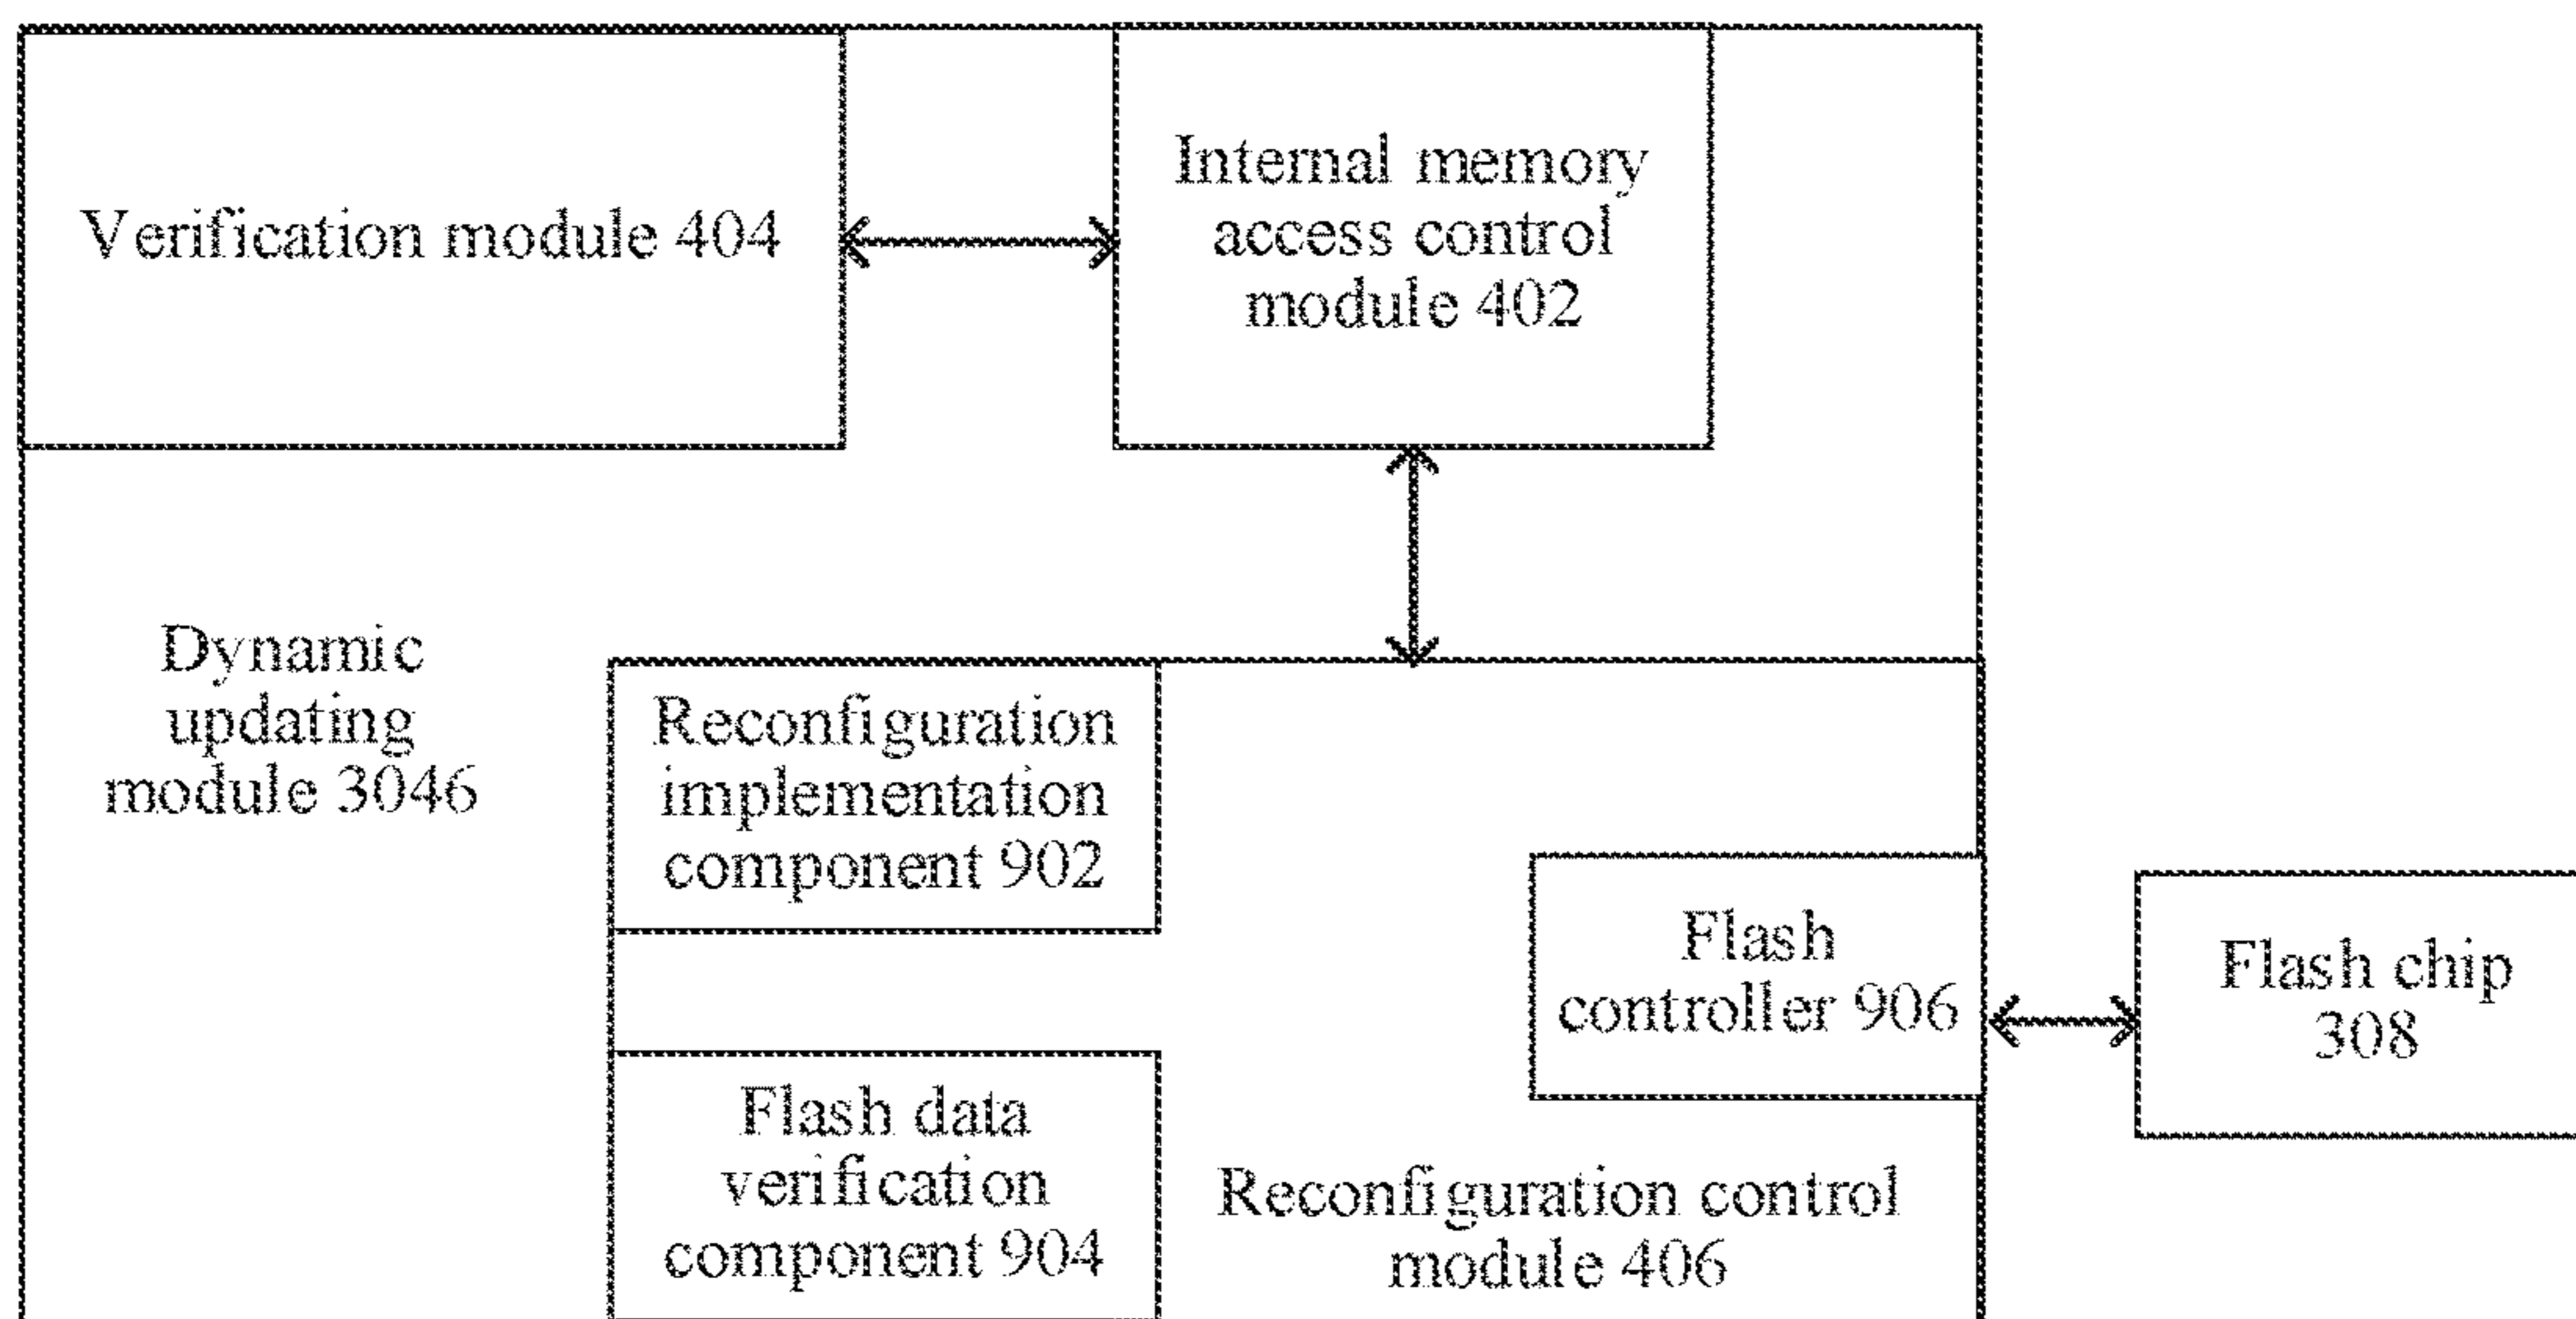 Verification module 404
Internal memory
access control
module 402
Dynamic
updating
module 3046
Reconfiguration
implementation
component 902
Flash
controller 906
Flash chip
308
Flash data
verification
component 904
Reconfiguration control
module 406